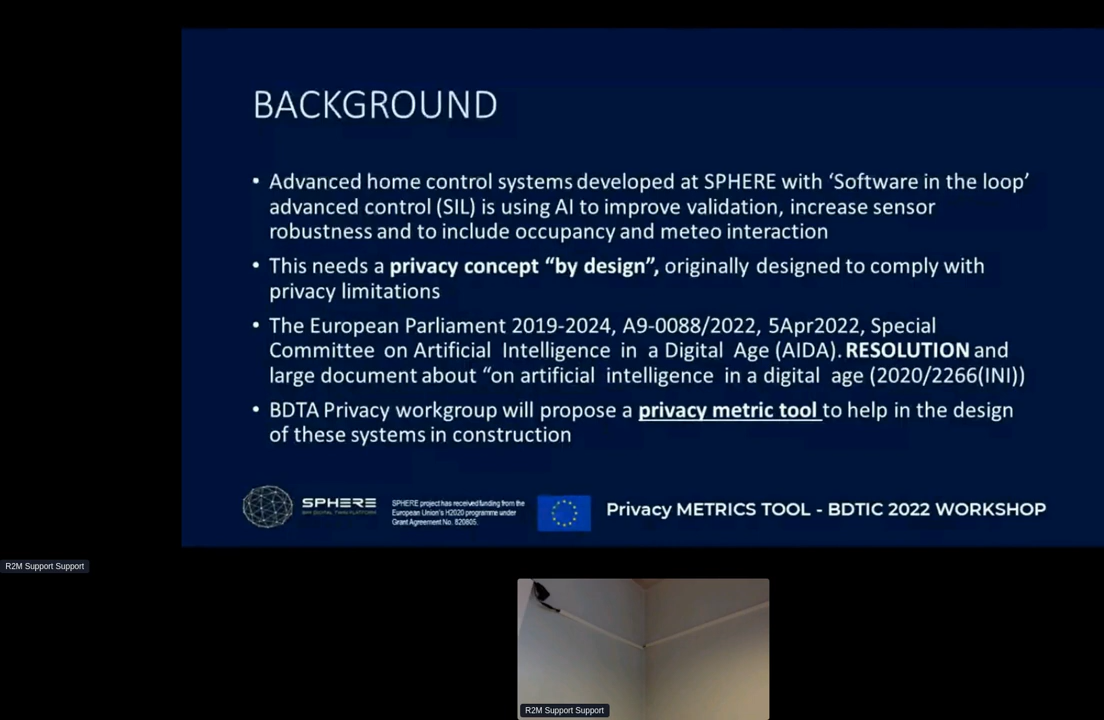 BACKGROUND
• Advanced home control systems developed at SPHERE with ‘Software in the loop’
advanced control (SIL) is using AI to improve validation, increase sensor
robustness and to include occupancy and meteo interaction
• This needs a privacy concept “by design”, originally designed to comply with
privacy limitations
• The European Parliament 2019-2024, A9-0088/2022, 5Apr2022, Special
Committee on Artificial Intelligence in a Digital Age (AIDA). RESOLUTION and
large document about “on artificial intelligence in a digital age (2020/2266(INI))
• BDTA Privacy workgroup will propose a privacy metric tool to help in the design
of these systems in construction
SPHERE
BIM DIGITAL TWIN PLATFORM
SPHERE project has received funding from the
European Union's H2020 programme under
Grant Agreement No. 820805.
Privacy METRICS TOOL - BDTIC 2022 WORKSHOP
R2M Support Support
R2M Support Support